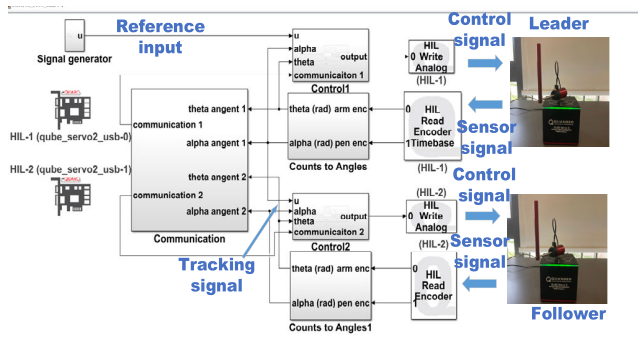 Reference
input
u
Signal generator
u
alpha
theta
communicaiton 1
output
Control1
0
HIL
Write
Analog
(HIL-1)
Control
signal
Leader
HIL-1 (qube_servo2_usb-0)
HIL-2 (qube_servo2_usb-1)
communication 1
communication 2
theta angent 1
alpha angent 1
theta angent 2
alpha angent 2
Communication
theta (rad) arm enc
alpha (rad) pen enc
Counts to Angles
0
1
HIL
Read
Encoder
Timebase
(HIL-1)
Sensor
signal
QUANSER
u
alpha
theta
communicaiton 2
output
Control2
(HIL-2)
0
HIL
Write
Analog
(HIL-2)
Control
signal
Tracking
signal
theta (rad) arm enc
alpha (rad) pen enc
Counts to Angles1
0
1
HIL
Read
Encoder
Sensor
signal
QUANSER
Follower